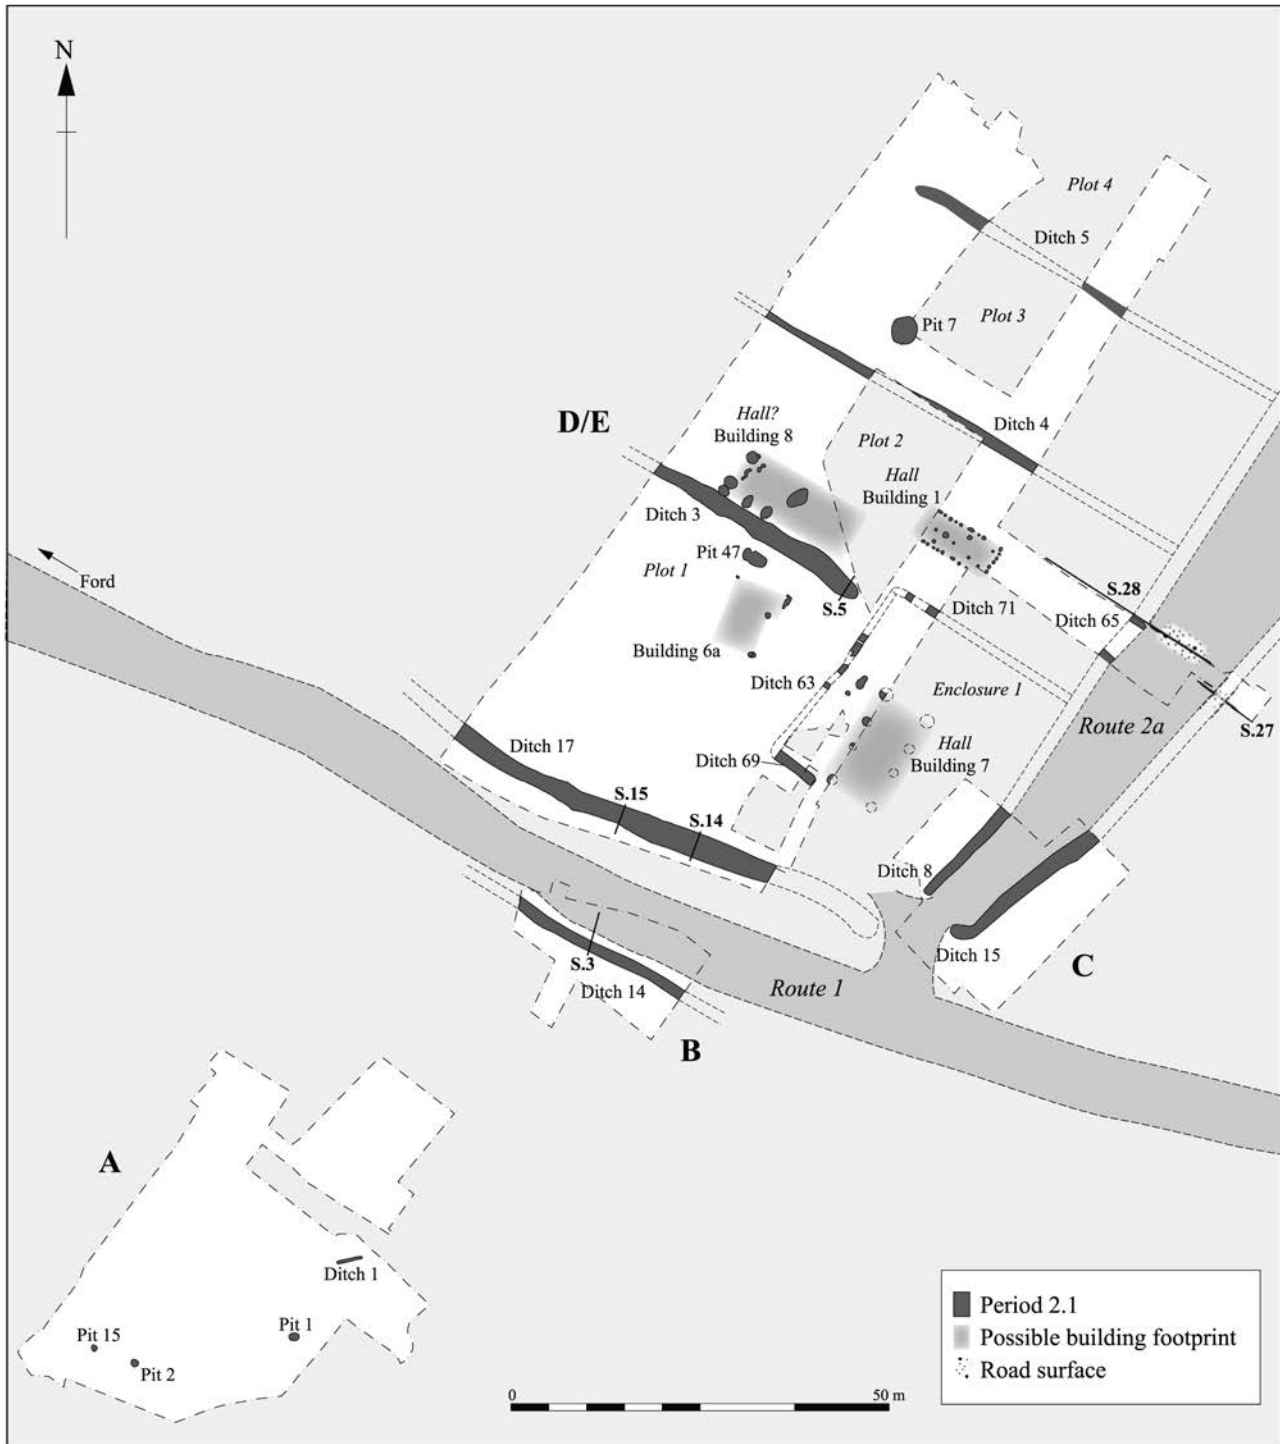 N
Plot 4
Ditch 5
Pit 7
Plot 3
D/E
Hall?
Building 8
Plot 2
Ditch 4
Hall
Building 1
Ditch 3
Pit 47
Plot 1
Ford
S.5
S.28
Ditch 71
Ditch 65
Building 6a
Ditch 63
Enclosure 1
Route 2a
S.27
Ditch 17
Ditch 69
Hall
Building 7
S.15
S.14
Ditch 8
S.3
Ditch 14
Ditch 15
C
Route 1
B
A
Ditch 1
Pit 15
Pit 1
Pit 2
Period 2.1
Possible building footprint
Road surface
0 50 m